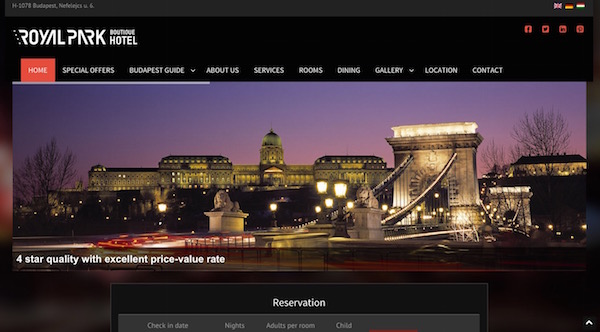 H-1078 Budapest, Nefelejcs u. 6.
ROYAL PARK BOUTIQUE HOTEL
HOME SPECIAL OFFERS BUDAPEST GUIDE ABOUT US SERVICES ROOMS DINING GALLERY LOCATION CONTACT
4 star quality with excellent price-value rate
Reservation
Check in date Nights Adults per room Child